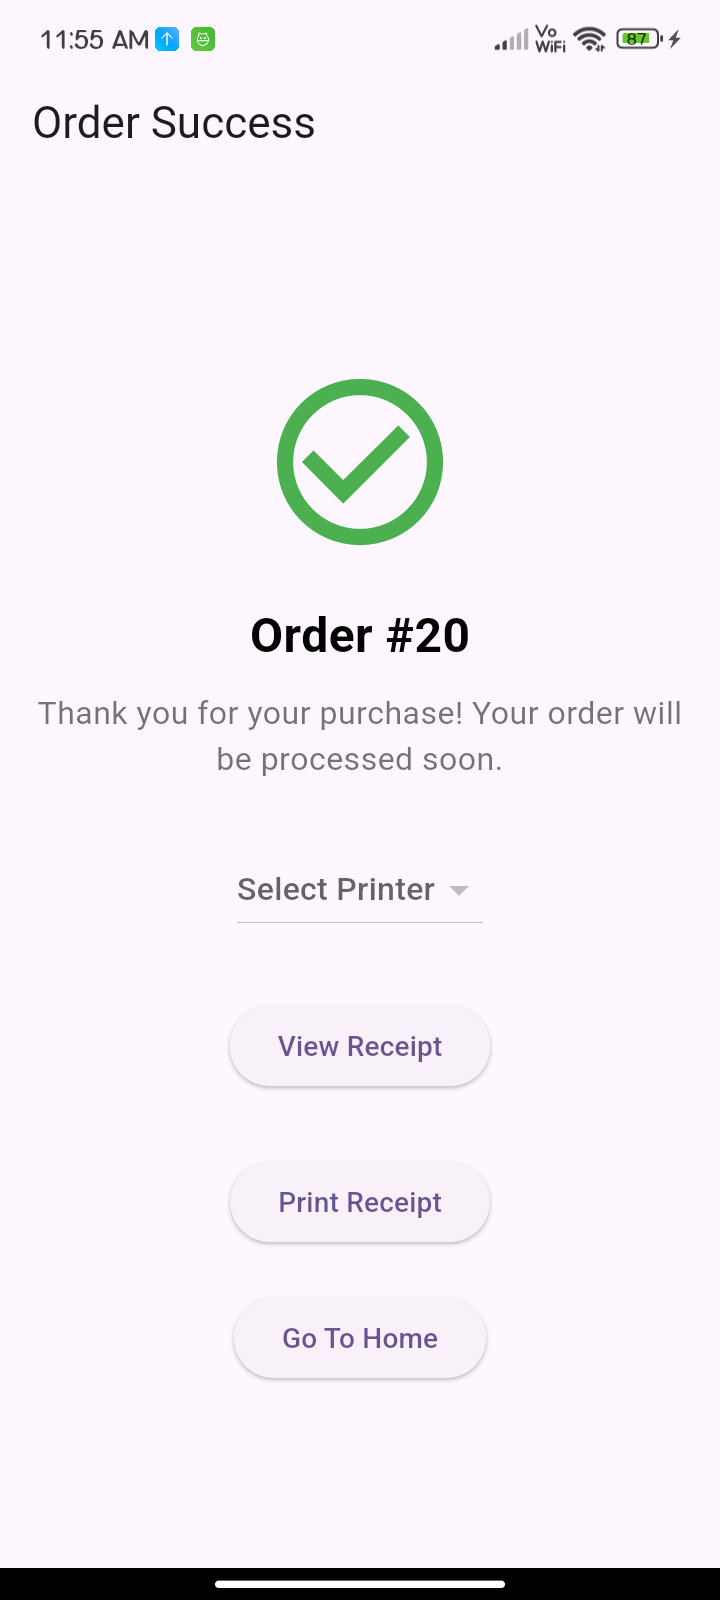 11:55 AM
Vo
WiFi
87
Order Success
Order #20
Thank you for your purchase! Your order will
be processed soon.
Select Printer
View Receipt
Print Receipt
Go To Home